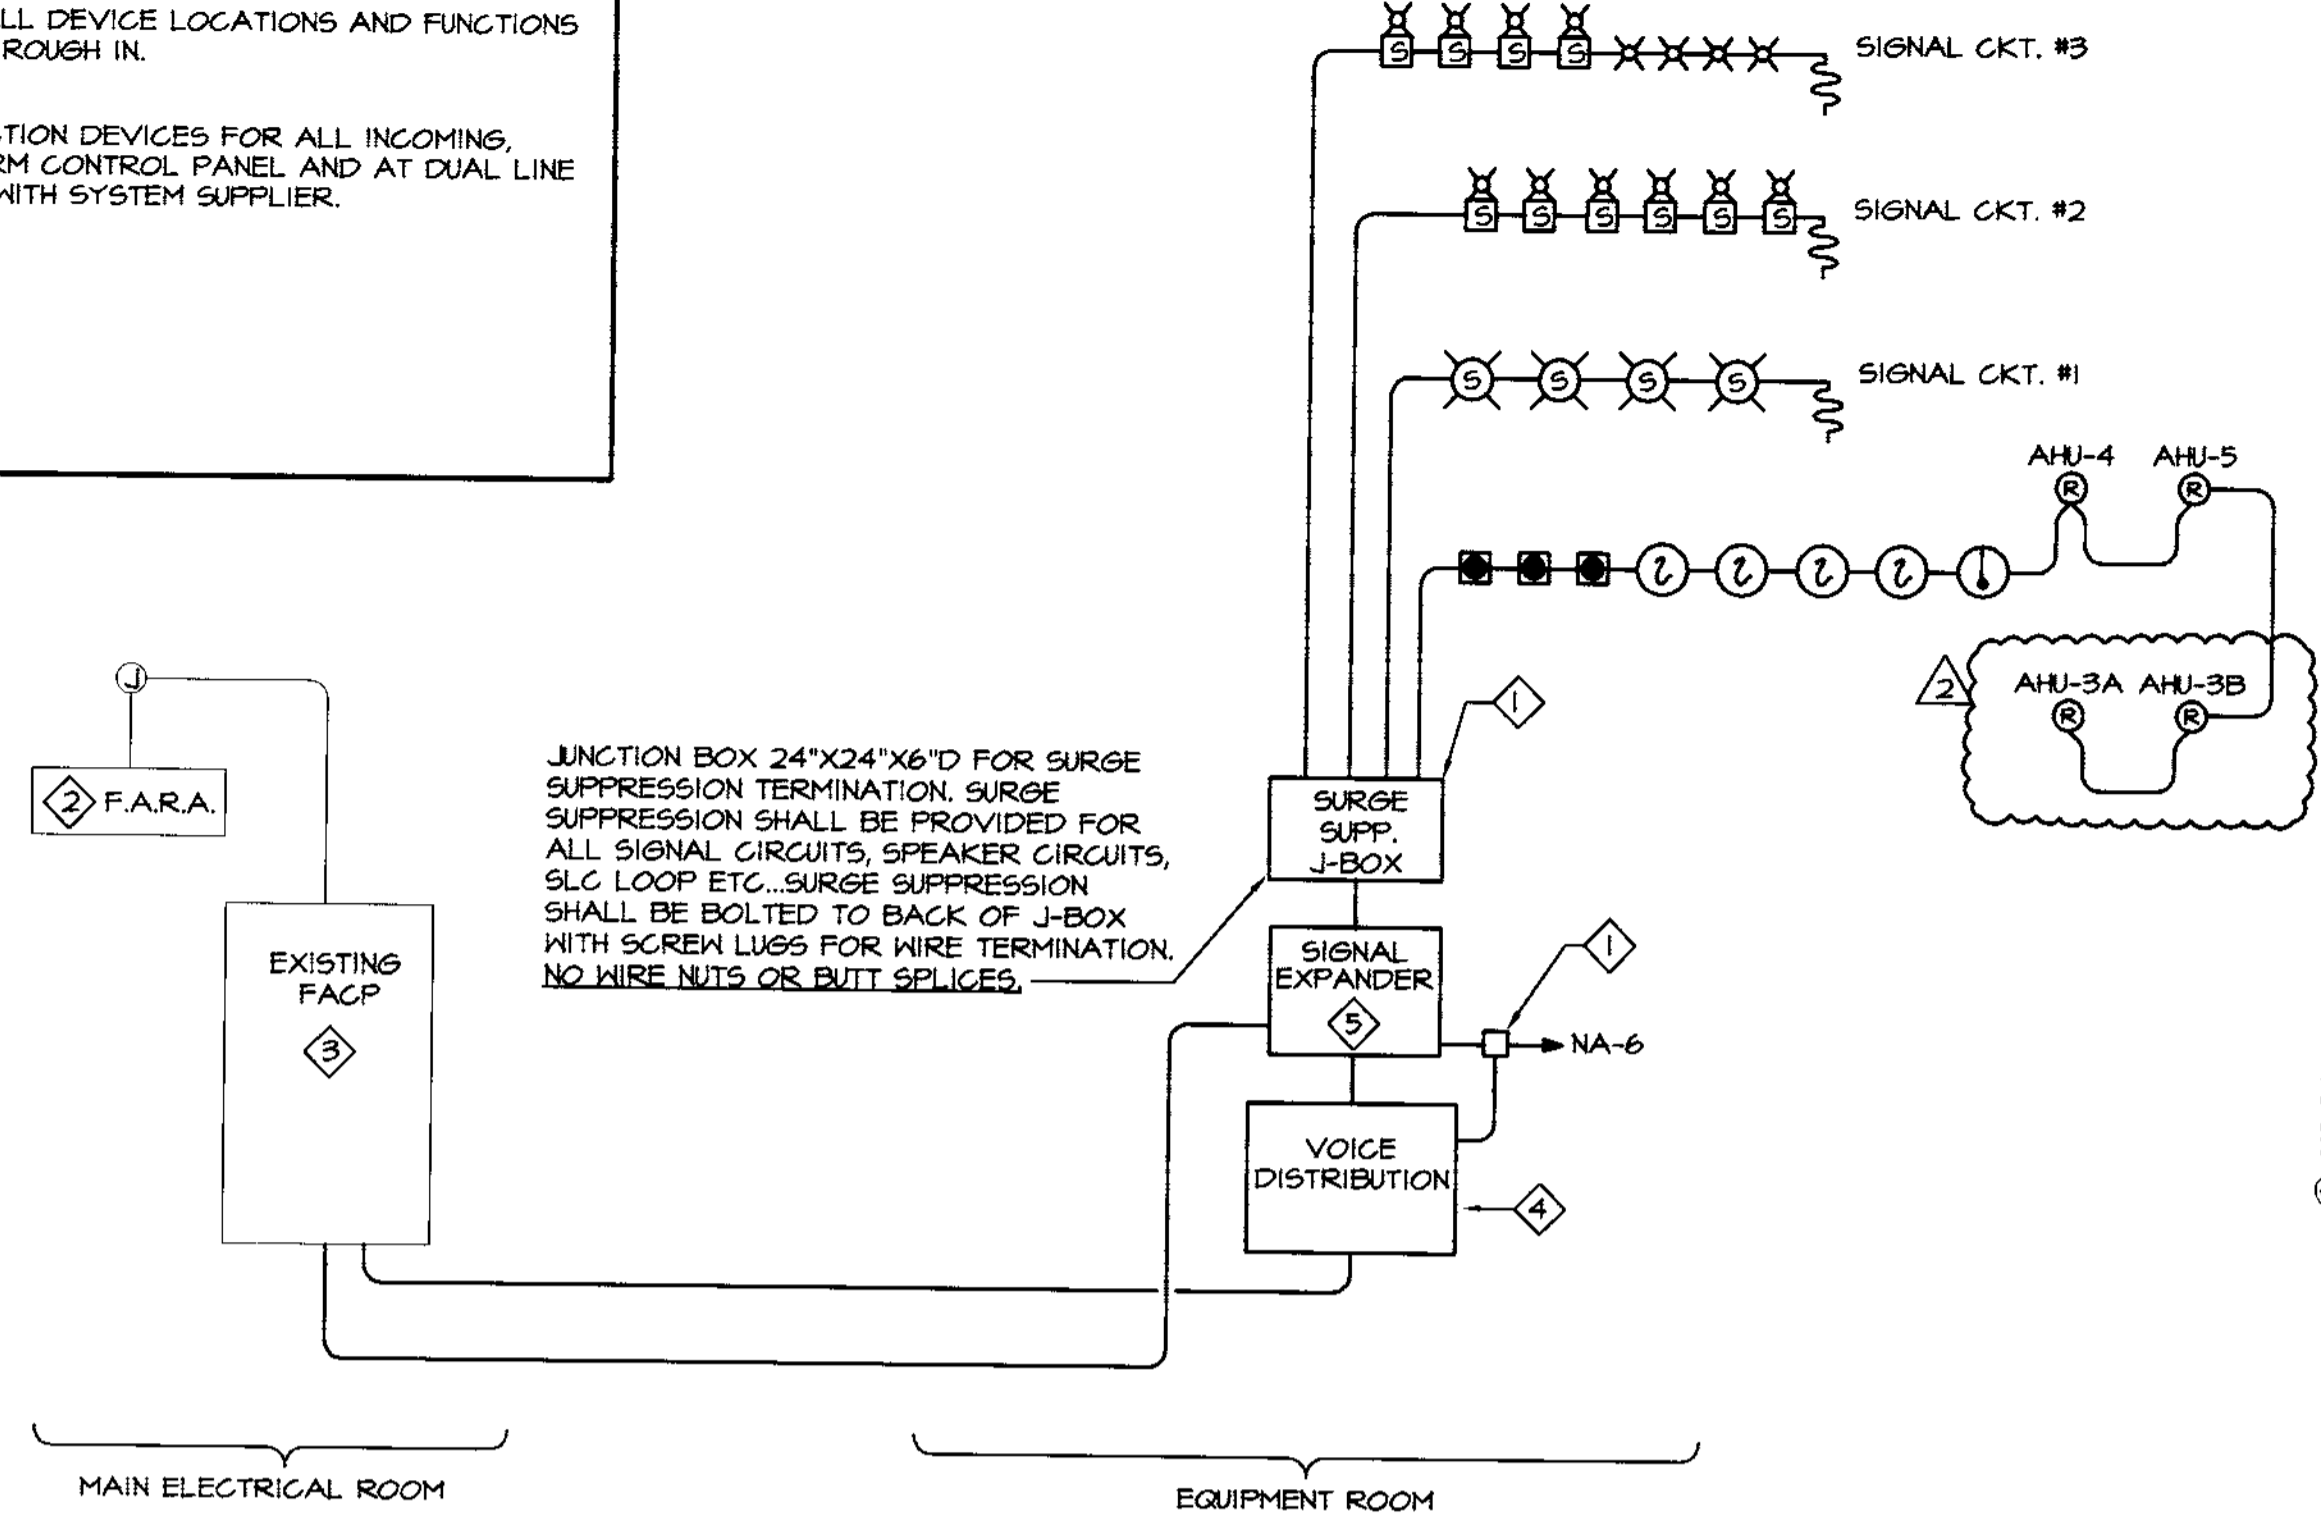 LL DEVICE LOCATIONS AND FUNCTIONS
ROUGH IN.
TION DEVICES FOR ALL INCOMING,
RM CONTROL PANEL AND AT DUAL LINE
WITH SYSTEM SUPPLIER.
S S S S
SIGNAL CKT. #3
S S S S S S
SIGNAL CKT. #2
S S S S
SIGNAL CKT. #1
AHU-4 AHU-5
R R
2
AHU-3A AHU-3B
R R
J
2 F.A.R.A.
EXISTING
FACP
3
JUNCTION BOX 24"X24"X6"D FOR SURGE
SUPPRESSION TERMINATION. SURGE
SUPPRESSION SHALL BE PROVIDED FOR
ALL SIGNAL CIRCUITS, SPEAKER CIRCUITS,
SLC LOOP ETC...SURGE SUPPRESSION
SHALL BE BOLTED TO BACK OF J-BOX
WITH SCREW LUGS FOR WIRE TERMINATION.
NO WIRE NUTS OR BUTT SPLICES.
1
SURGE
SUPP.
J-BOX
SIGNAL
EXPANDER
5
1
NA-6
VOICE
DISTRIBUTION
4
MAIN ELECTRICAL ROOM
EQUIPMENT ROOM